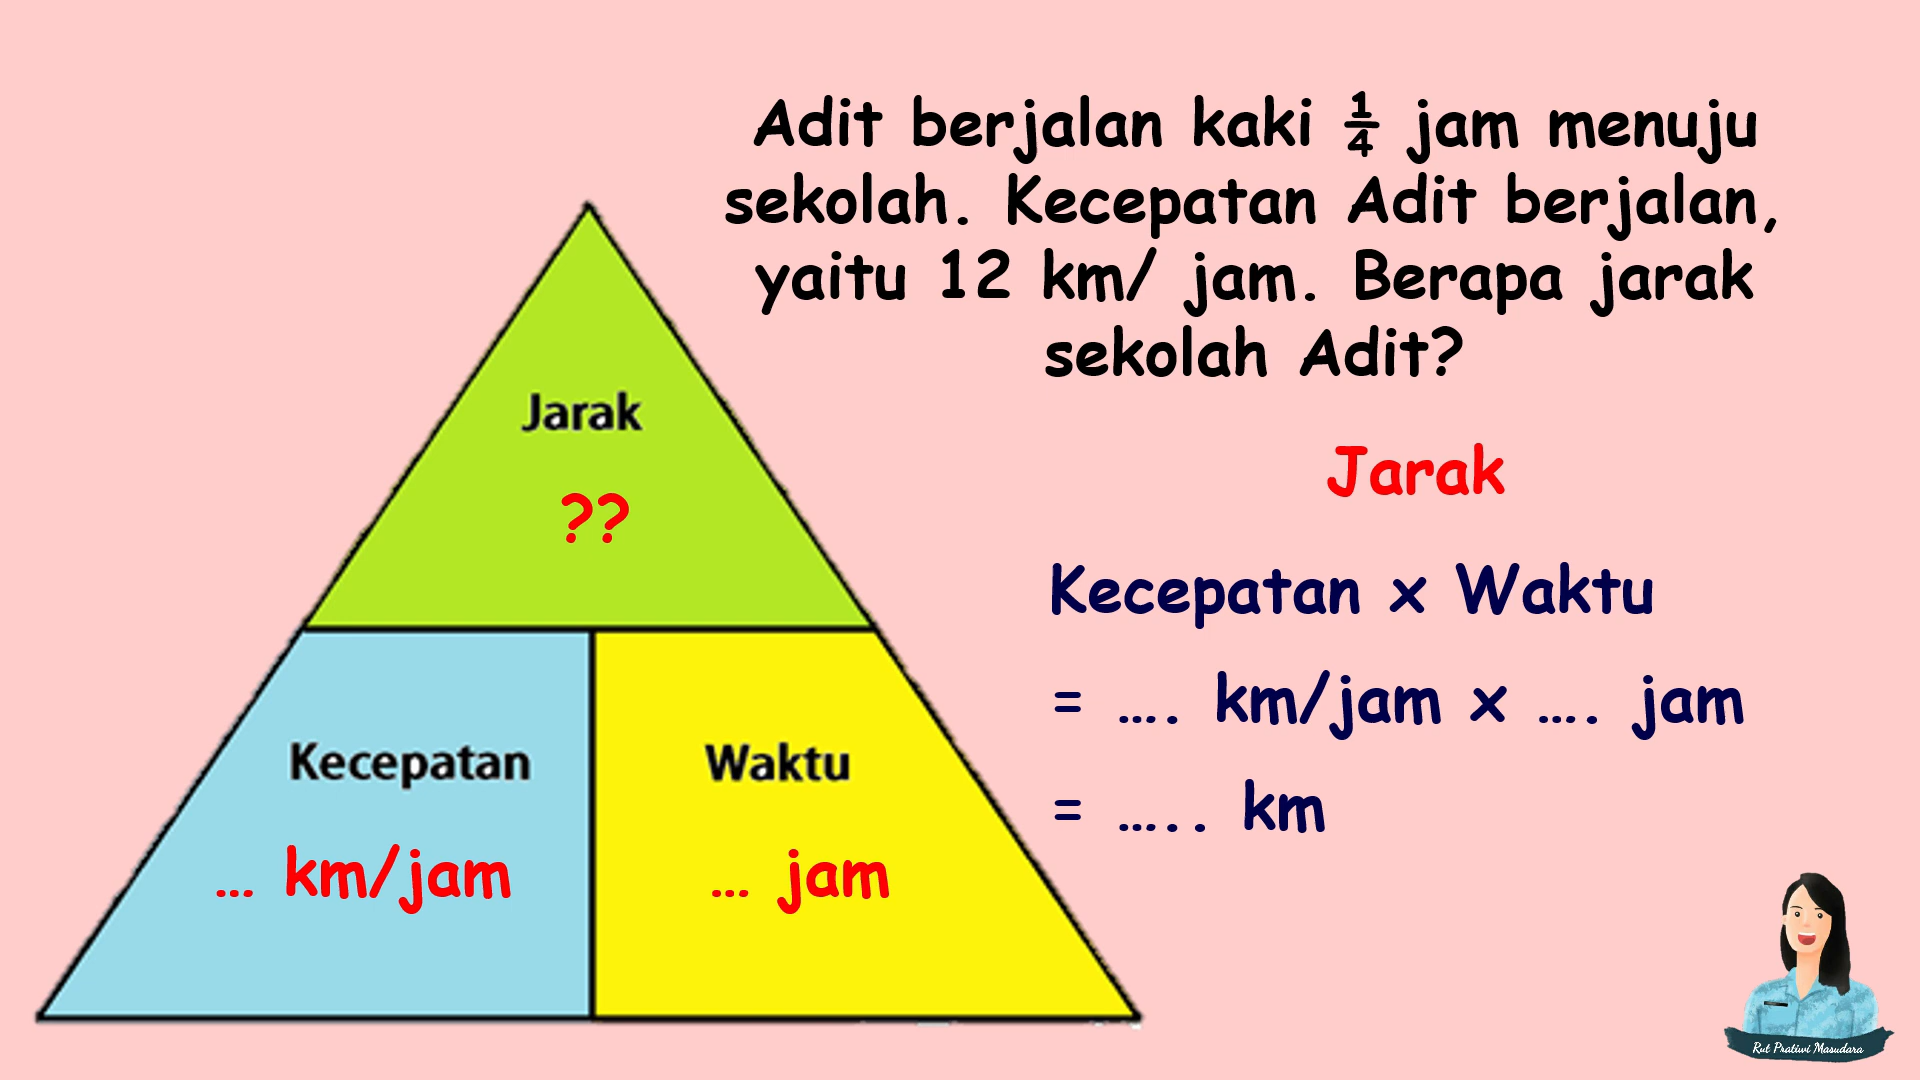 Adit berjalan kaki ¼ jam menuju
sekolah. Kecepatan Adit berjalan,
yaitu 12 km/ jam. Berapa jarak
sekolah Adit?
Jarak
??
Kecepatan
… km/jam
Waktu
… jam
Jarak
Kecepatan x Waktu
= …. km/jam x …. jam
= ….. km
Rut Pratiwi Masudara